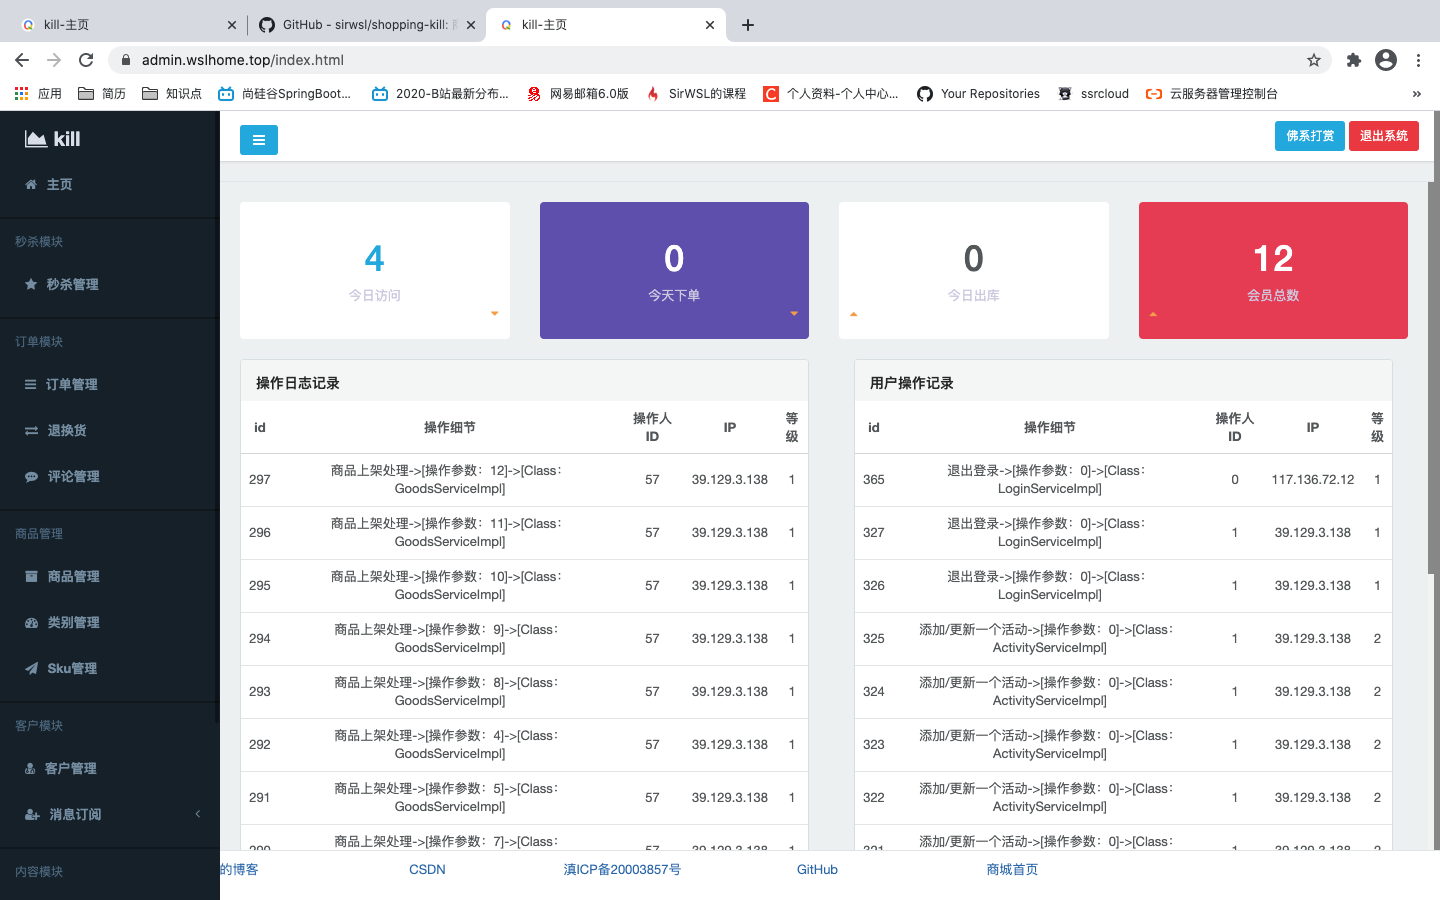 kill-主页
GitHub - sirwsl/shopping-kill:
kill-主页
admin.wslhome.top/index.html
应用
简历
知识点
尚硅谷SpringBoot...
2020-B站最新分布...
网易邮箱6.0版
SirWSL的课程
个人资料-个人中心...
Your Repositories
ssrcloud
云服务器管理控制台
kill
佛系打赏
退出系统
主页
秒杀模块
秒杀管理
订单模块
订单管理
退换货
评论管理
商品管理
商品管理
类别管理
Sku管理
客户模块
客户管理
消息订阅
内容模块
4
今日访问
0
今天下单
0
今日出库
12
会员总数
操作日志记录
id 操作细节 操作人 ID IP 等级
297 商品上架处理->[操作参数：12]->[Class： 57 39.129.3.138 1
GoodsServiceImpl]
296 商品上架处理->[操作参数：11]->[Class： 57 39.129.3.138 1
GoodsServiceImpl]
295 商品上架处理->[操作参数：10]->[Class： 57 39.129.3.138 1
GoodsServiceImpl]
294 商品上架处理->[操作参数：9]->[Class： 57 39.129.3.138 1
GoodsServiceImpl]
293 商品上架处理->[操作参数：8]->[Class： 57 39.129.3.138 1
GoodsServiceImpl]
292 商品上架处理->[操作参数：4]->[Class： 57 39.129.3.138 1
GoodsServiceImpl]
291 商品上架处理->[操作参数：5]->[Class： 57 39.129.3.138 1
GoodsServiceImpl]
290 商品上架处理->[操作参数：7]->[Class： 57 39.129.3.138 1
用户操作记录
id 操作细节 操作人 ID IP 等级
365 退出登录->[操作参数：0]->[Class： 0 117.136.72.12 1
LoginServiceImpl]
327 退出登录->[操作参数：0]->[Class： 1 39.129.3.138 1
LoginServiceImpl]
326 退出登录->[操作参数：0]->[Class： 1 39.129.3.138 1
LoginServiceImpl]
325 添加/更新一个活动->[操作参数：0]->[Class： 1 39.129.3.138 2
ActivityServiceImpl]
324 添加/更新一个活动->[操作参数：0]->[Class： 1 39.129.3.138 2
ActivityServiceImpl]
323 添加/更新一个活动->[操作参数：0]->[Class： 1 39.129.3.138 2
ActivityServiceImpl]
322 添加/更新一个活动->[操作参数：0]->[Class： 1 39.129.3.138 2
ActivityServiceImpl]
321 添加/更新一个活动->[操作参数：0]->[Class： 1 39.129.3.138 2
的博客
CSDN
滇ICP备20003857号
GitHub
商城首页